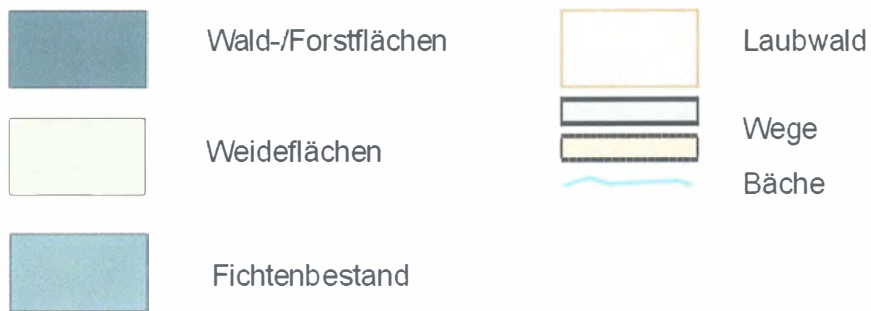 Wald-/Forstflächen
Weideflächen
Fichtenbestand
Laubwald
Wege
Bäche